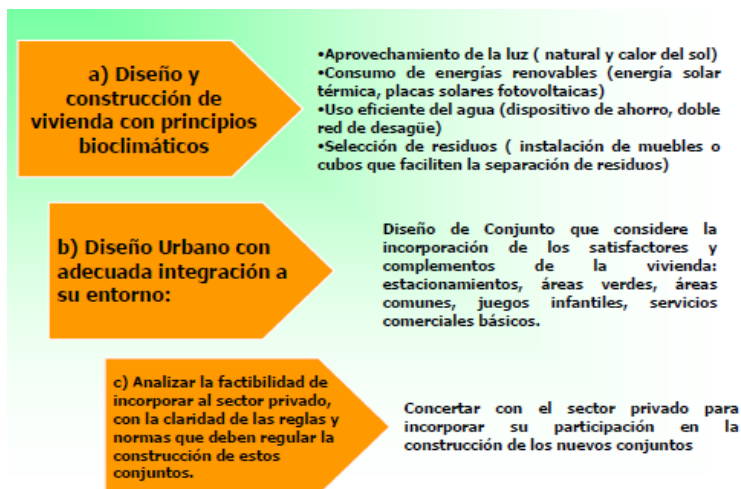 a) Diseño y
construcción de
vivienda con principios
bioclimáticos
•Aprovechamiento de la luz ( natural y calor del sol)
•Consumo de energías renovables (energía solar
térmica, placas solares fotovoltaicas)
•Uso eficiente del agua (dispositivo de ahorro, doble
red de desagüe)
•Selección de residuos ( instalación de muebles o
cubos que faciliten la separación de residuos)
b) Diseño Urbano con
adecuada integración a
su entorno:
Diseño de Conjunto que considere la
incorporación de los satisfactores y
complementos de la vivienda:
estacionamientos, áreas verdes, áreas
comunes, juegos infantiles, servicios
comerciales básicos.
c) Analizar la factibilidad de
incorporar al sector privado,
con la claridad de las reglas y
normas que deben regular la
construcción de estos
conjuntos.
Concertar con el sector privado para
incorporar su participación en la
construcción de los nuevos conjuntos